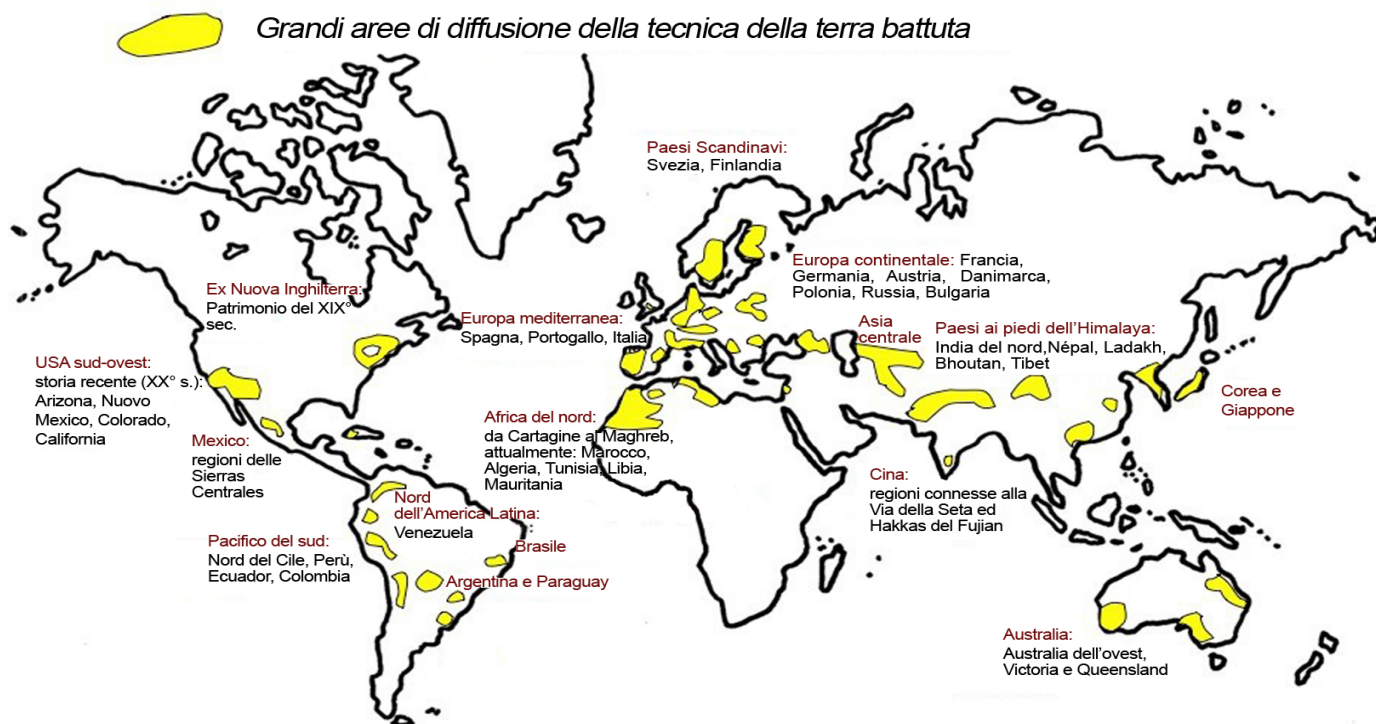 Grandi aree di diffusione della tecnica della terra battuta
Paesi Scandinavi:
Svezia, Finlandia
Europa continentale: Francia,
Germania, Austria, Danimarca,
Polonia, Russia, Bulgaria
Ex Nuova Inghilterra:
Patrimonio del XIX°
sec.
Europa mediterranea:
Spagna, Portogallo, Italia
Asia
centrale
Paesi ai piedi dell'Himalaya:
India del nord,Népal, Ladakh,
Bhoutan, Tibet
USA sud-ovest:
storia recente (XX° s.):
Arizona, Nuovo
Mexico, Colorado,
California
Corea e
Giappone
Mexico:
regioni delle
Sierras
Centrales
Africa del nord:
da Cartagine al Maghreb,
attualmente: Marocco,
Algeria, Tunisia, Libia,
Mauritania
Cina:
regioni connesse alla
Via della Seta ed
Hakkas del Fujian
Nord
dell'America Latina:
Venezuela
Pacifico del sud:
Nord del Cile, Perù,
Ecuador, Colombia
Brasile
Argentina e Paraguay
Australia:
Australia dell'ovest,
Victoria e Queensland